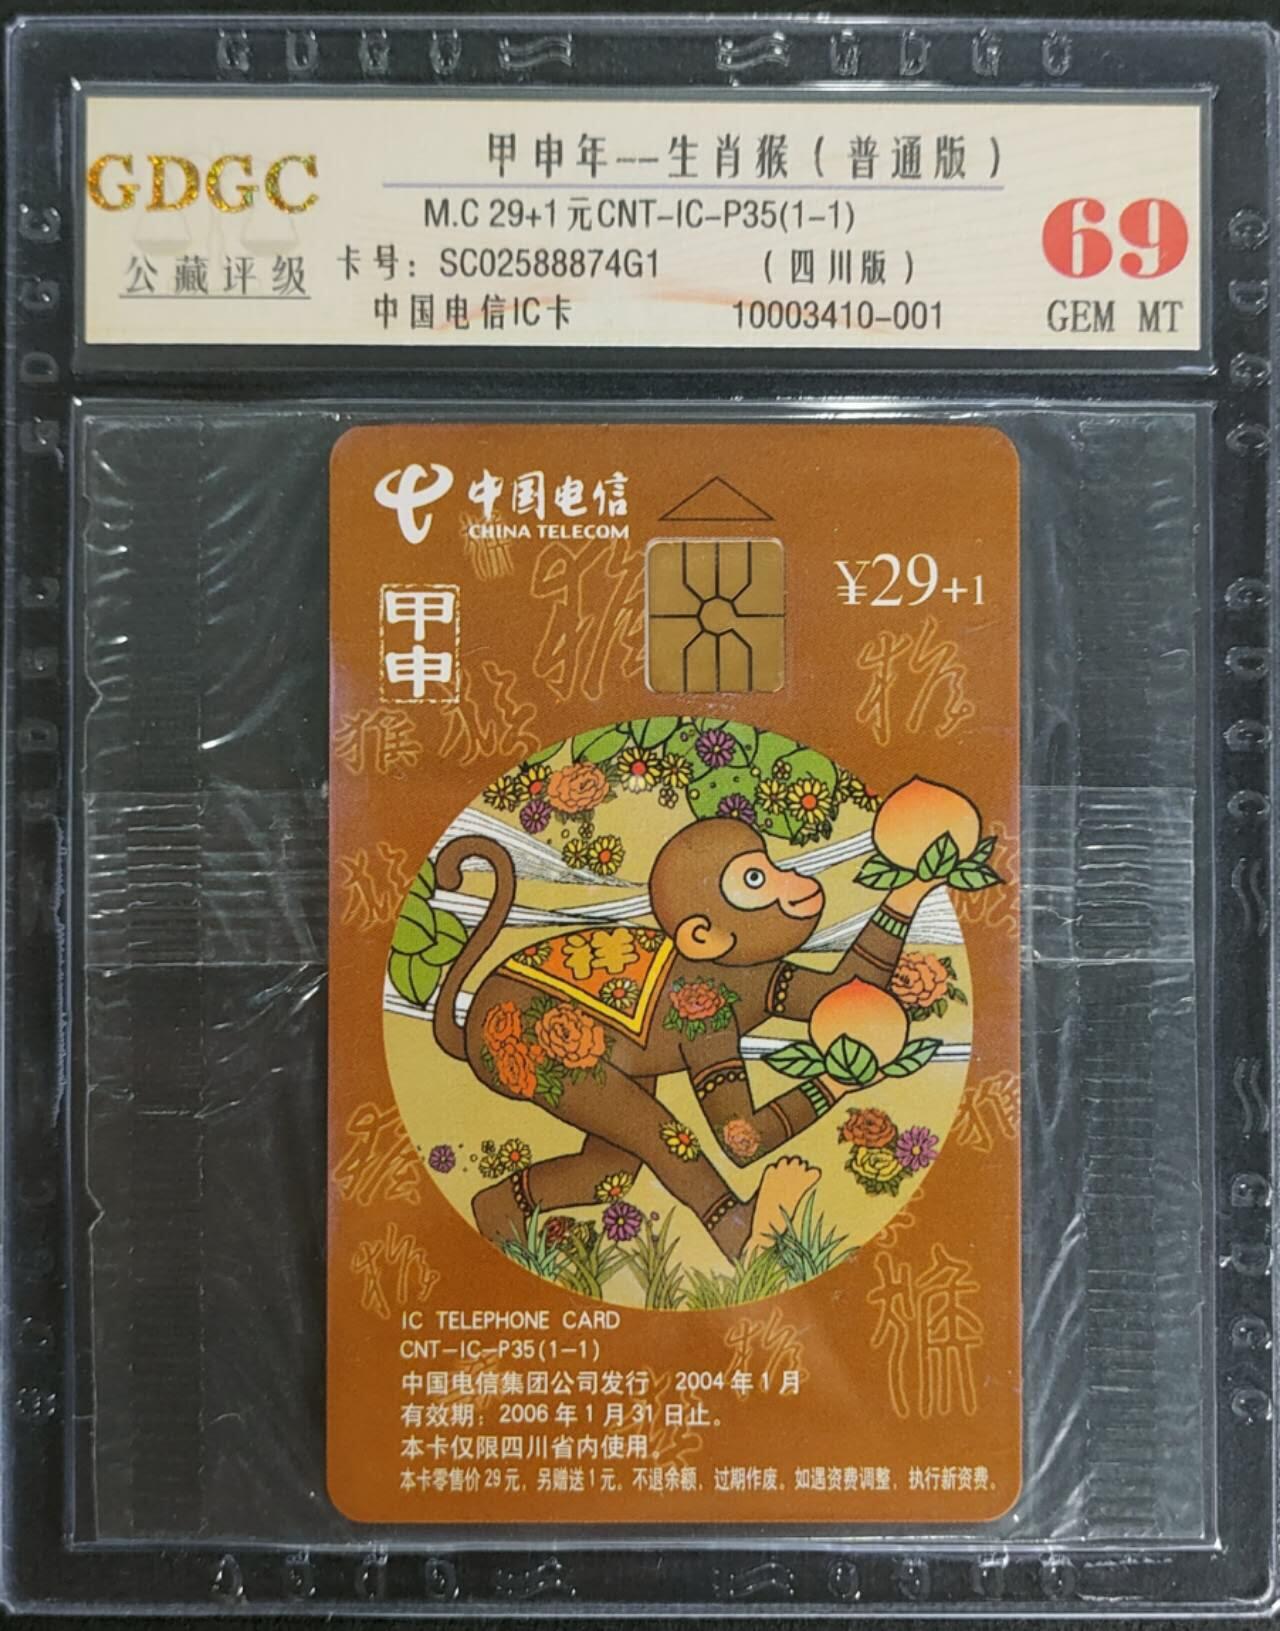 GDGC
公藏评级
甲申年--生肖猴(普通版)
M.C 29+1元CNT-IC-P35(1-1)
卡号:SC02588874G1 (四川版)
中国电信IC卡 10003410-001
69
GEM MT
中国电信
CHINA TELECOM
¥29+1
甲申
祥
IC TELEPHONE CARD
CNT-IC-P35(1-1)
中国电信集团公司发行 2004年1月
有效期:2006年1月31日止。
本卡仅限四川省内使用。
本卡零售价29元,另赠送1元。不退余额,过期作废。如遇资费调整,执行新资费。